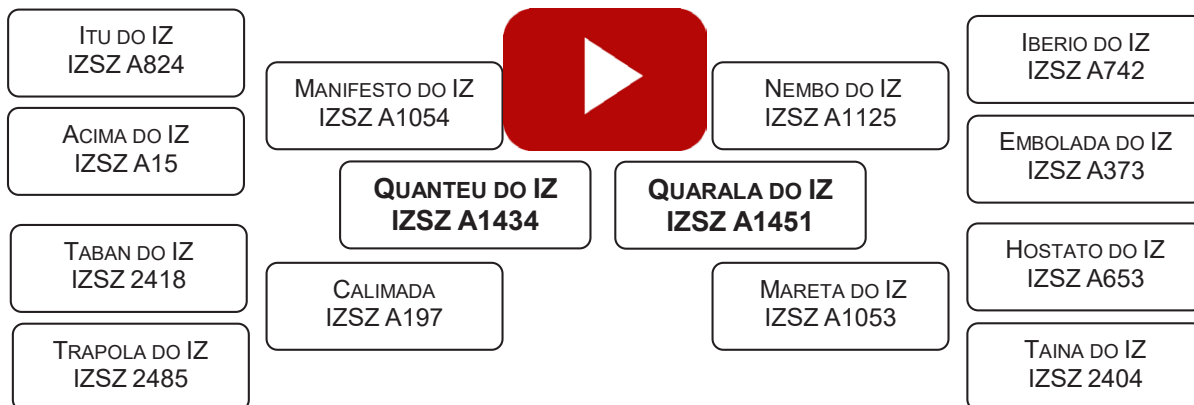 ITU DO IZ
IZSZ A824
ACIMA DO IZ
IZSZ A15
TABAN DO IZ
IZSZ 2418
TRAPOLA DO IZ
IZSZ 2485
MANIFESTO DO IZ
IZSZ A1054
CALIMADA
IZSZ A197
QUANTEU DO IZ
IZSZ A1434
QUARALA DO IZ
IZSZ A1451
NEMBO DO IZ
IZSZ A1125
MARETA DO IZ
IZSZ A1053
IBERIO DO IZ
IZSZ A742
EMBOLADA DO IZ
IZSZ A373
HOSTATO DO IZ
IZSZ A653
TAINA DO IZ
IZSZ 2404